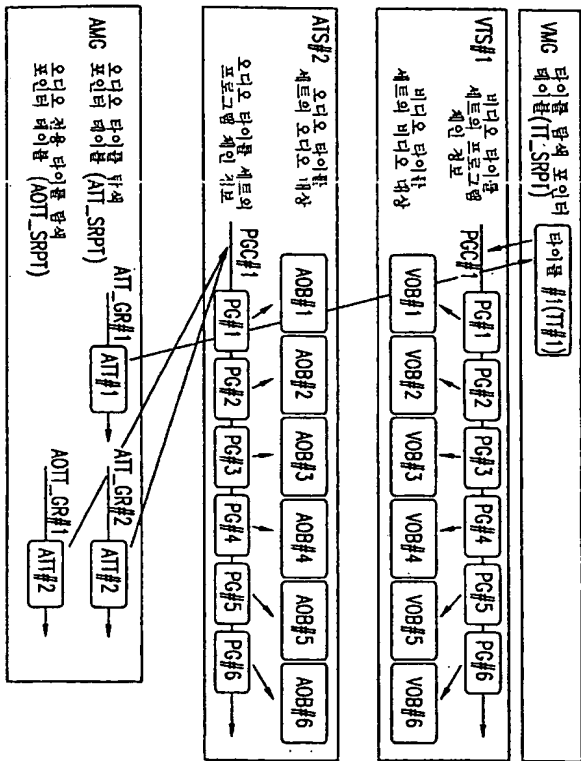 VMG
타이틀 탐색 포인터
테이블(TT_SRPT)
타이틀 #1(TT#1)
VTS#1
비디오 타이틀
세트의 프로그램
체인 정보
PGC#1
PG#1
PG#2
PG#3
PG#4
PG#5
PG#6
비디오 타이틀
세트의 비디오 대상
VOB#1
VOB#2
VOB#3
VOB#4
VOB#5
VOB#6
ATS#2
오디오 타이틀
세트의 오디오 대상
AOB#1
AOB#2
AOB#3
AOB#4
AOB#5
AOB#6
오디오 타이틀 세트의
프로그램 체인 정보
PGC#1
PG#1
PG#2
PG#3
PG#4
PG#5
PG#6
AMG
오디오 타이틀 탐색
포인터 테이블 (ATT_SRPT)
ATT_GR#1
ATT#1
ATT_GR#2
ATT#2
오디오 전용 타이틀 탐색
포인터 테이블 (AOTT_SRPT)
AOTT_GR#1
ATT#2